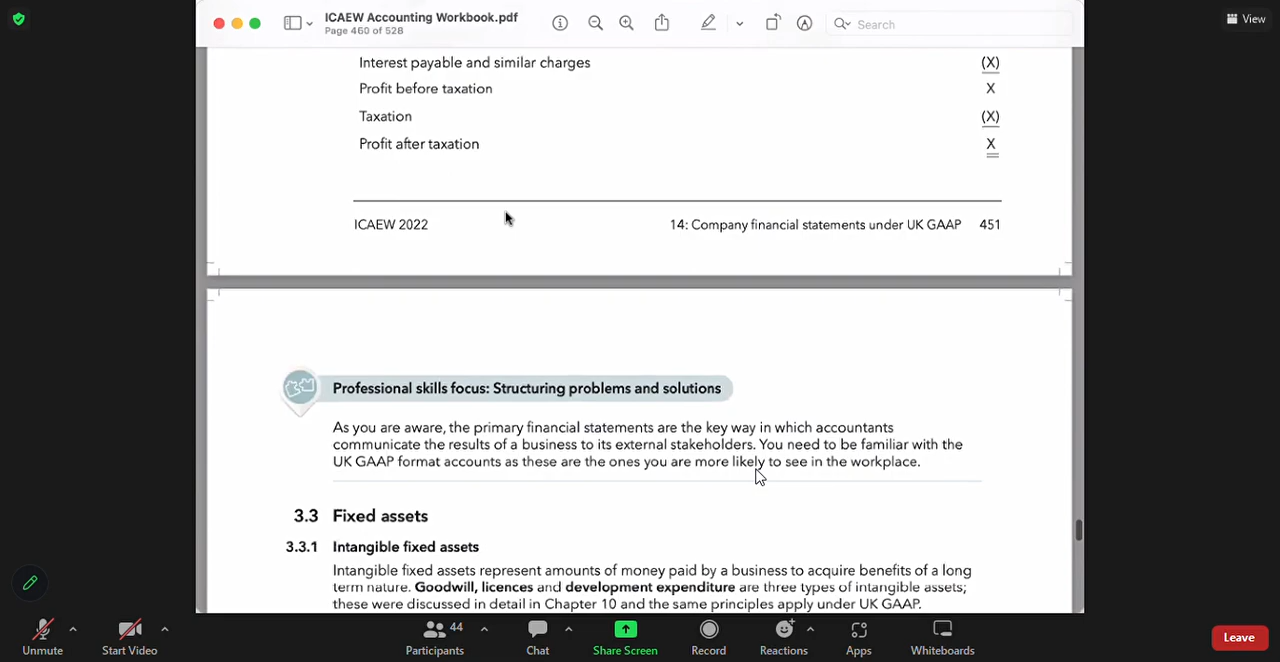 ICAEW Accounting Workbook.pdf
Page 460 of 528
Search
View
Interest payable and similar charges (X)
Profit before taxation X
Taxation (X)
Profit after taxation X
ICAEW 2022 14: Company financial statements under UK GAAP 451
Professional skills focus: Structuring problems and solutions
As you are aware, the primary financial statements are the key way in which accountants
communicate the results of a business to its external stakeholders. You need to be familiar with the
UK GAAP format accounts as these are the ones you are more likely to see in the workplace.
3.3 Fixed assets
3.3.1 Intangible fixed assets
Intangible fixed assets represent amounts of money paid by a business to acquire benefits of a long
term nature. Goodwill, licences and development expenditure are three types of intangible assets;
these were discussed in detail in Chapter 10 and the same principles apply under UK GAAP.
44
Unmute
Start Video
Participants
Chat
Share Screen
Record
Reactions
Apps
Whiteboards
Leave